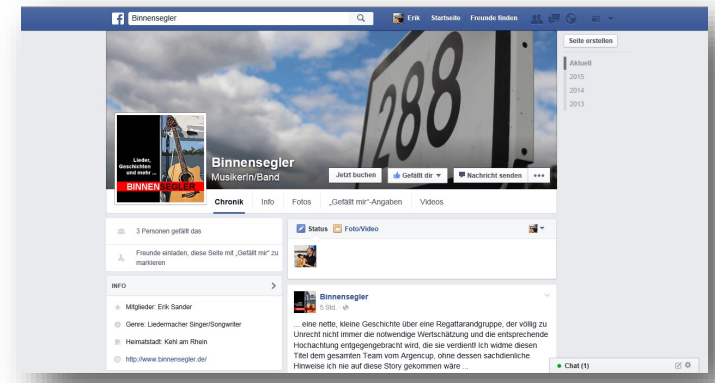 Binnensegler
Erik Startseite Freunde finden
Seite erstellen
Aktuell
2015
2014
2013
288
Lieder,
Geschichten
und mehr ...
BINNENSEGLER
Binnensegler
MusikerIn/Band
Jetzt buchen Gefällt dir Nachricht senden
Chronik Info Fotos „Gefällt mir“-Angaben Videos
3 Personen gefällt das
Freunde einladen, diese Seite mit „Gefällt mir“ zu
markieren
INFO
Mitglieder: Erik Sander
Genre: Liedermacher Singer/Songwriter
Heimatstadt: Kehl am Rhein
http://www.binnensegler.de/
Status Foto/Video
Binnensegler
5 Std. ·
... eine nette, kleine Geschichte über eine Regattarandgruppe, der völlig zu
Unrecht nicht immer die notwendige Wertschätzung und die entsprechende
Hochachtung entgegengebracht wird, die sie verdient! Ich widme diesen
Titel dem gesamten Team vom Argencup, ohne dessen sachdienliche
Hinweise ich nie auf diese Story gekommen wäre ...
Chat (1)